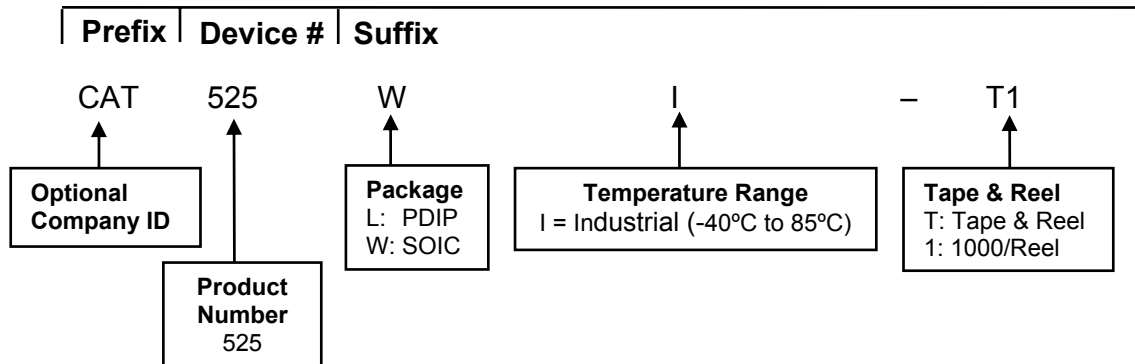 Prefix Device # Suffix
CAT 525 W I – T1
Optional
Company ID
Product
Number
525
Package
L: PDIP
W: SOIC
Temperature Range
I = Industrial (-40ºC to 85ºC)
Tape & Reel
T: Tape & Reel
1: 1000/Reel